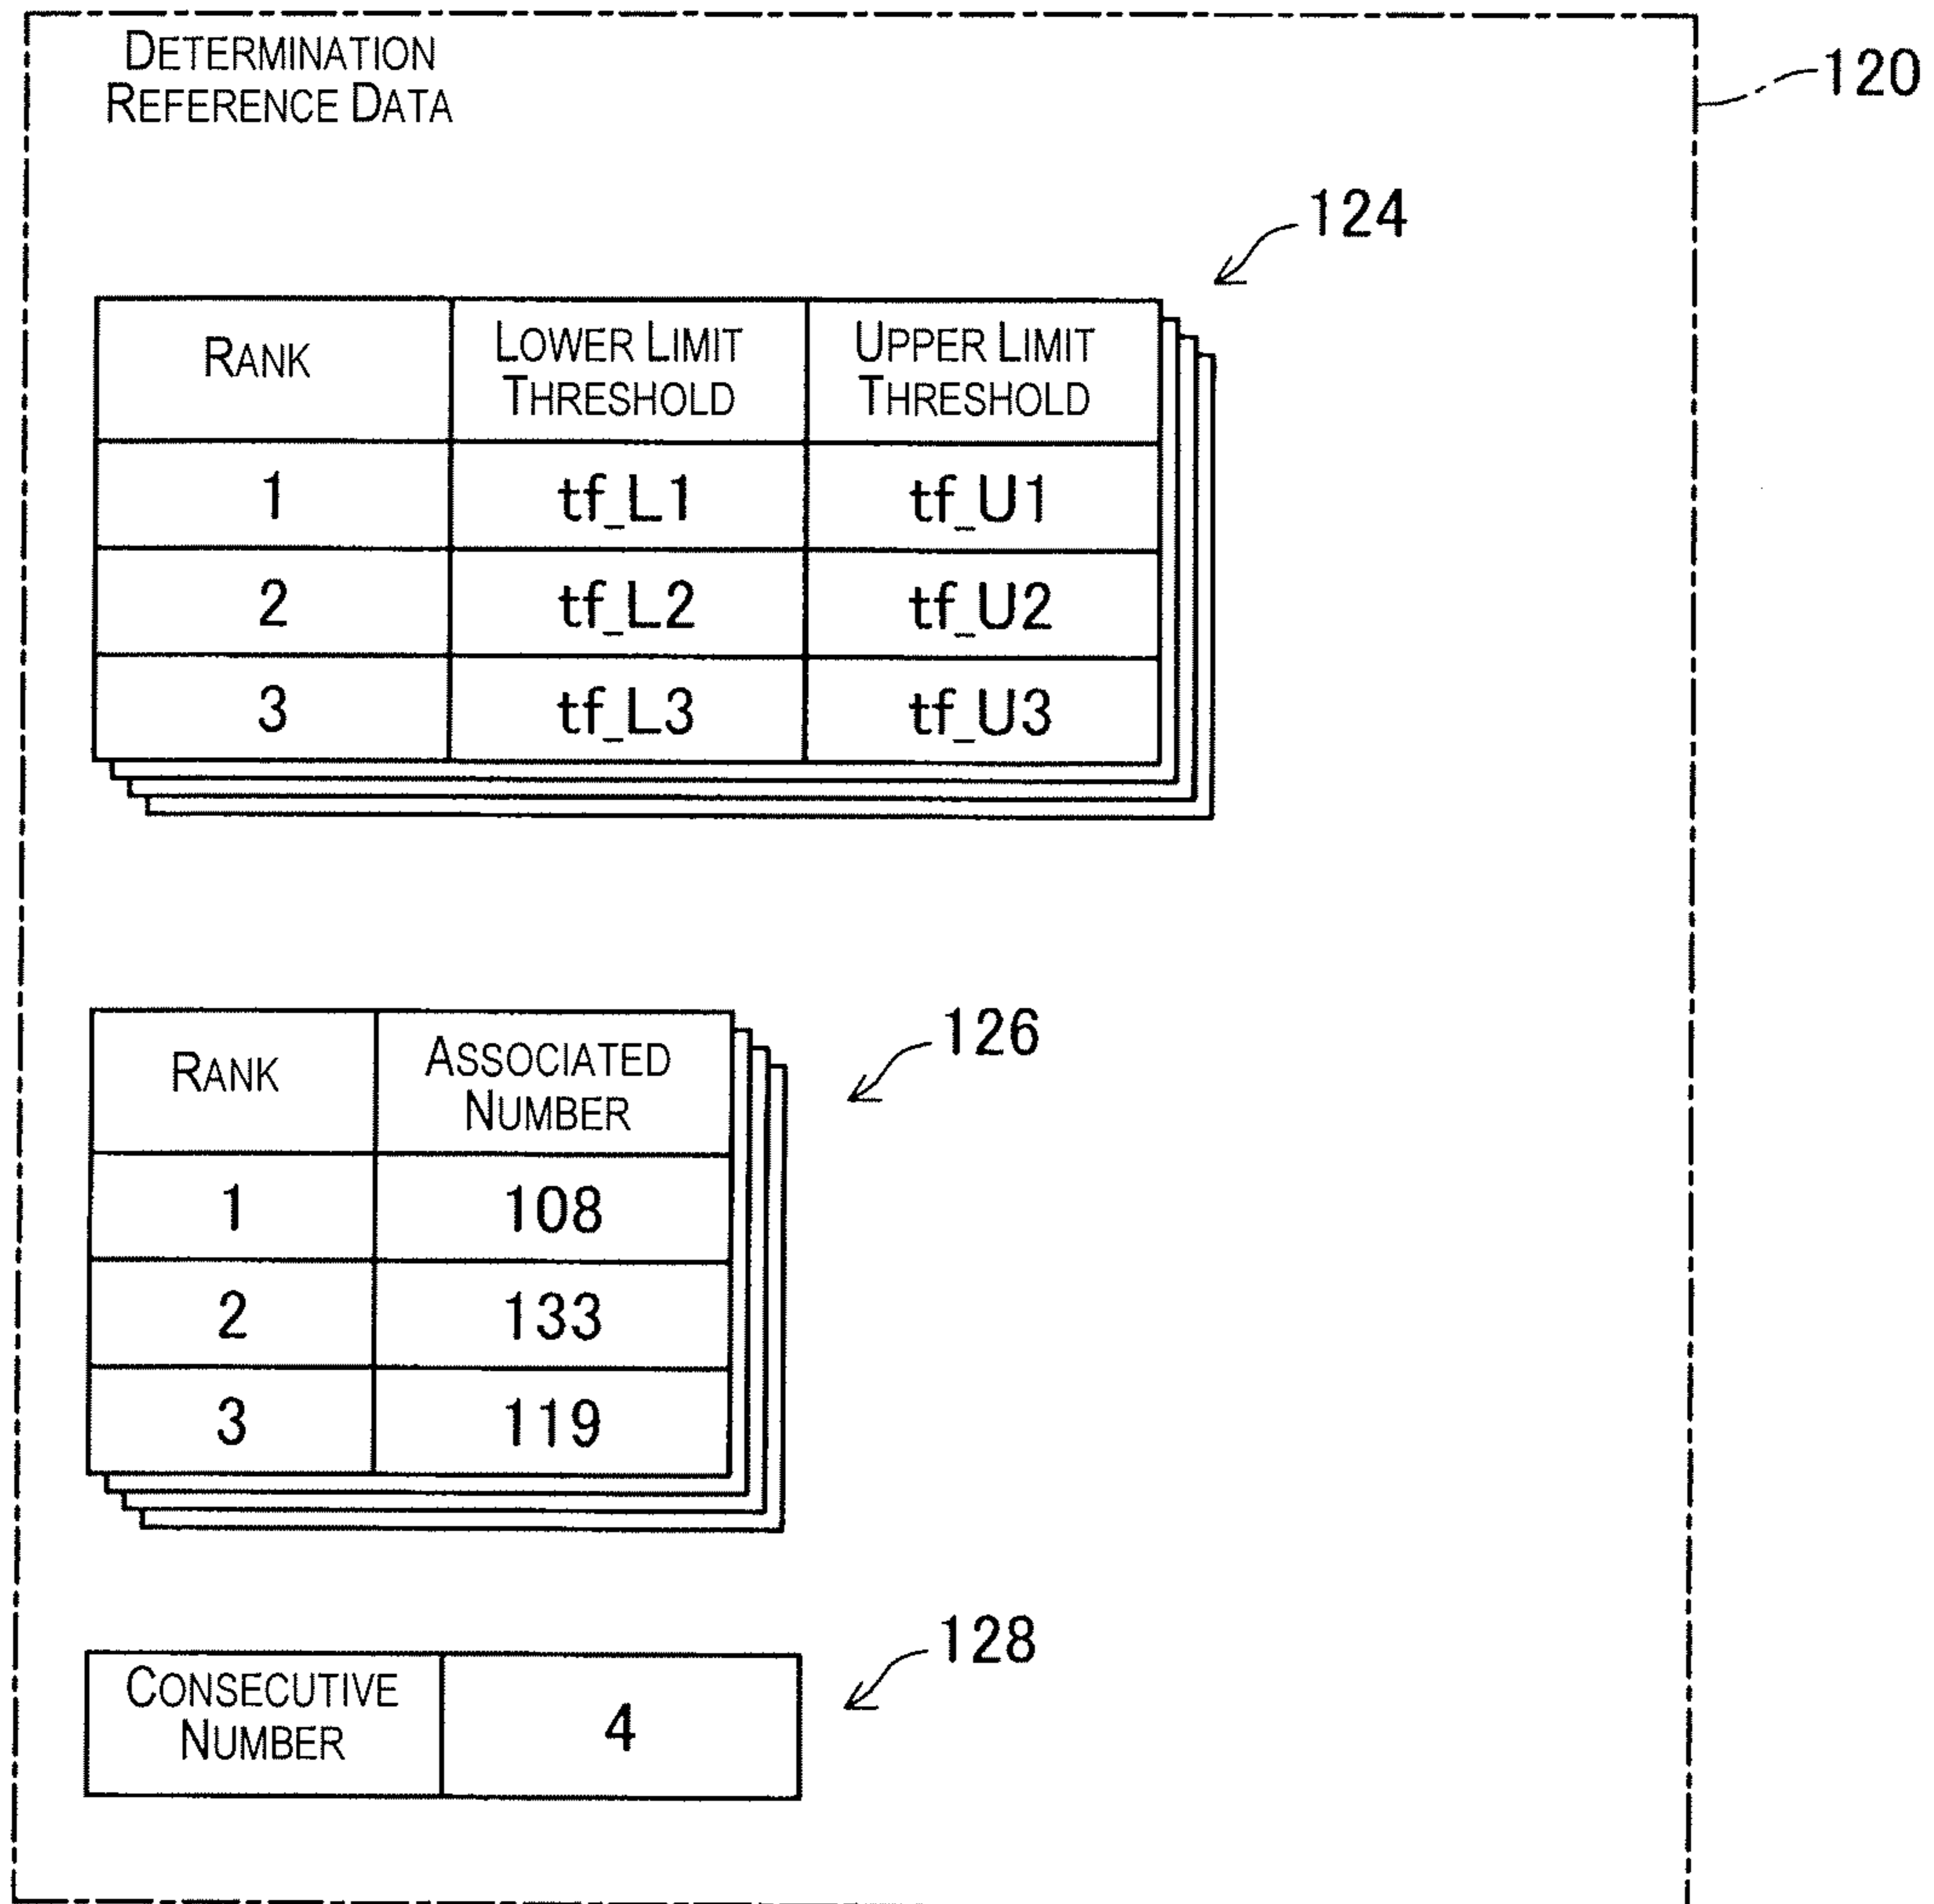 DETERMINATION
REFERENCE DATA
120
124
RANK
LOWER LIMIT
THRESHOLD
UPPER LIMIT
THRESHOLD
1 tf_L1 tf_U1
2 tf_L2 tf_U2
3 tf_L3 tf_U3
126
RANK
ASSOCIATED
NUMBER
1 108
2 133
3 119
128
CONSECUTIVE
NUMBER
4